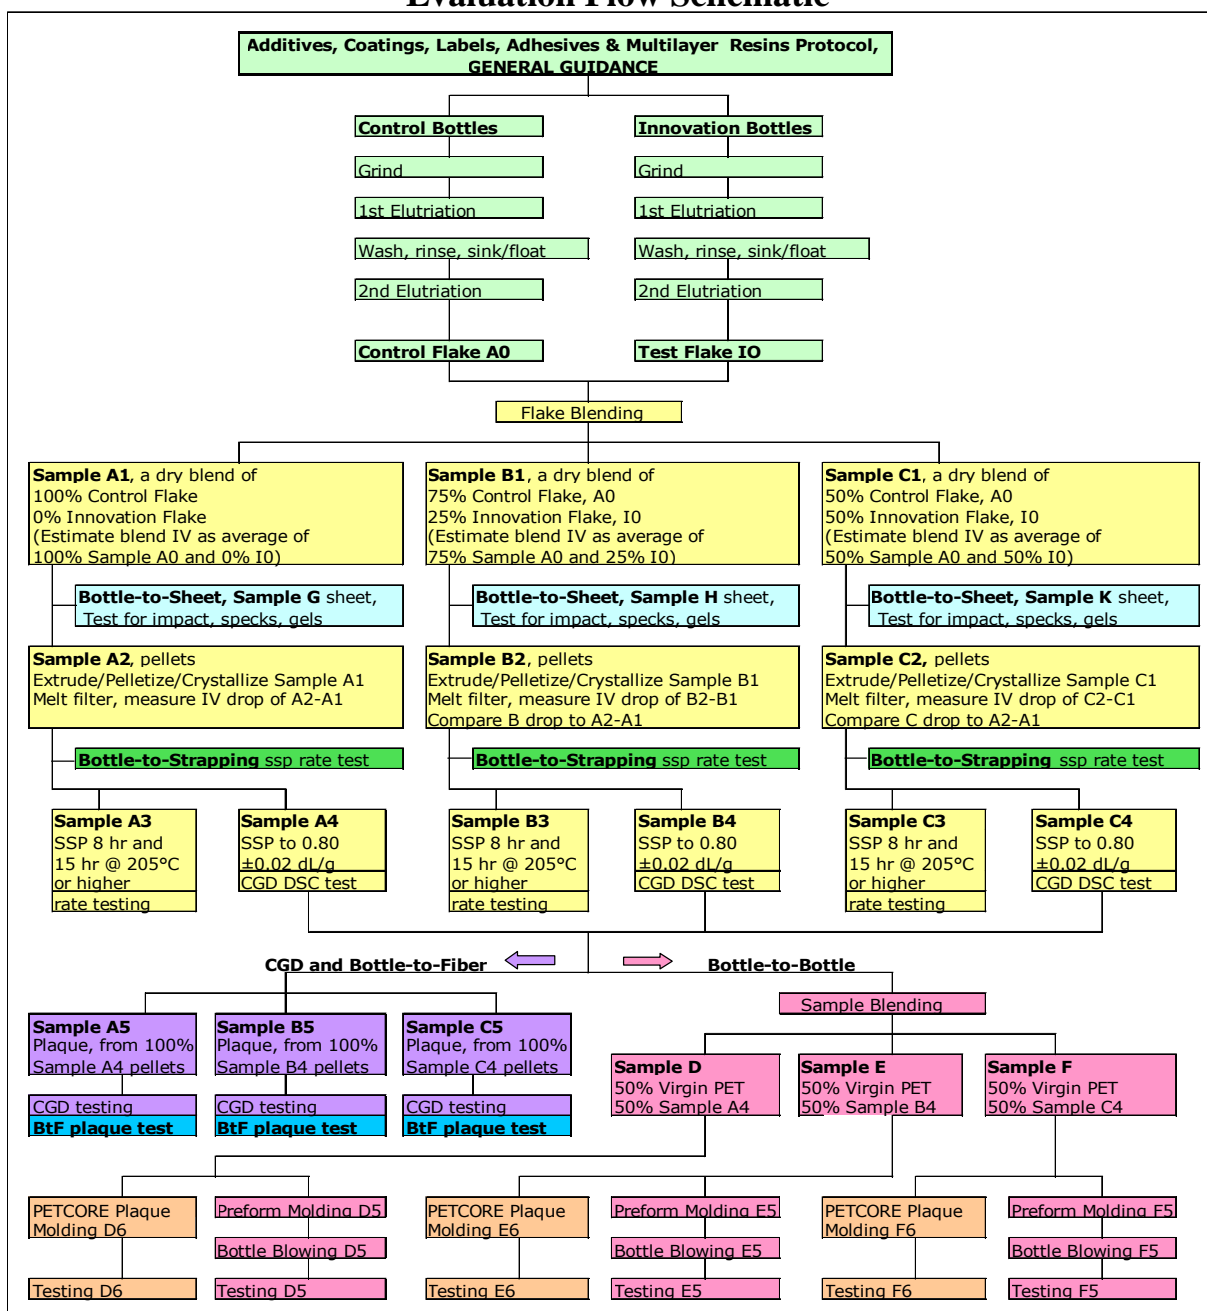 Evaluation Flow Schematic
Additives, Coatings, Labels, Adhesives & Multilayer Resins Protocol,
GENERAL GUIDANCE
Control Bottles
Innovation Bottles
Grind
Grind
1st Elutriation
1st Elutriation
Wash, rinse, sink/float
Wash, rinse, sink/float
2nd Elutriation
2nd Elutriation
Control Flake A0
Test Flake IO
Flake Blending
Sample A1, a dry blend of
100% Control Flake
0% Innovation Flake
(Estimate blend IV as average of
100% Sample A0 and 0% I0)
Sample B1, a dry blend of
75% Control Flake, A0
25% Innovation Flake, I0
(Estimate blend IV as average of
75% Sample A0 and 25% I0)
Sample C1, a dry blend of
50% Control Flake, A0
50% Innovation Flake, I0
(Estimate blend IV as average of
50% Sample A0 and 50% I0)
Bottle-to-Sheet, Sample G sheet,
Test for impact, specks, gels
Bottle-to-Sheet, Sample H sheet,
Test for impact, specks, gels
Bottle-to-Sheet, Sample K sheet,
Test for impact, specks, gels
Sample A2, pellets
Extrude/Pelletize/Crystallize Sample A1
Melt filter, measure IV drop of A2-A1
Sample B2, pellets
Extrude/Pelletize/Crystallize Sample B1
Melt filter, measure IV drop of B2-B1
Compare B drop to A2-A1
Sample C2, pellets
Extrude/Pelletize/Crystallize Sample C1
Melt filter, measure IV drop of C2-C1
Compare C drop to A2-A1
Bottle-to-Strapping ssp rate test
Bottle-to-Strapping ssp rate test
Bottle-to-Strapping ssp rate test
Sample A3
SSP 8 hr and
15 hr @ 205°C
or higher
rate testing
Sample A4
SSP to 0.80
±0.02 dL/g
CGD DSC test
Sample B3
SSP 8 hr and
15 hr @ 205°C
or higher
rate testing
Sample B4
SSP to 0.80
±0.02 dL/g
CGD DSC test
Sample C3
SSP 8 hr and
15 hr @ 205°C
or higher
rate testing
Sample C4
SSP to 0.80
±0.02 dL/g
CGD DSC test
CGD and Bottle-to-Fiber
Bottle-to-Bottle
Sample Blending
Sample A5
Plaque, from 100%
Sample A4 pellets
CGD testing
BtF plaque test
Sample B5
Plaque, from 100%
Sample B4 pellets
CGD testing
BtF plaque test
Sample C5
Plaque, from 100%
Sample C4 pellets
CGD testing
BtF plaque test
Sample D
50% Virgin PET
50% Sample A4
Sample E
50% Virgin PET
50% Sample B4
Sample F
50% Virgin PET
50% Sample C4
PETCORE Plaque
Molding D6
Testing D6
Preform Molding D5
Bottle Blowing D5
Testing D5
PETCORE Plaque
Molding E6
Testing E6
Preform Molding E5
Bottle Blowing E5
Testing E5
PETCORE Plaque
Molding F6
Testing F6
Preform Molding F5
Bottle Blowing F5
Testing F5